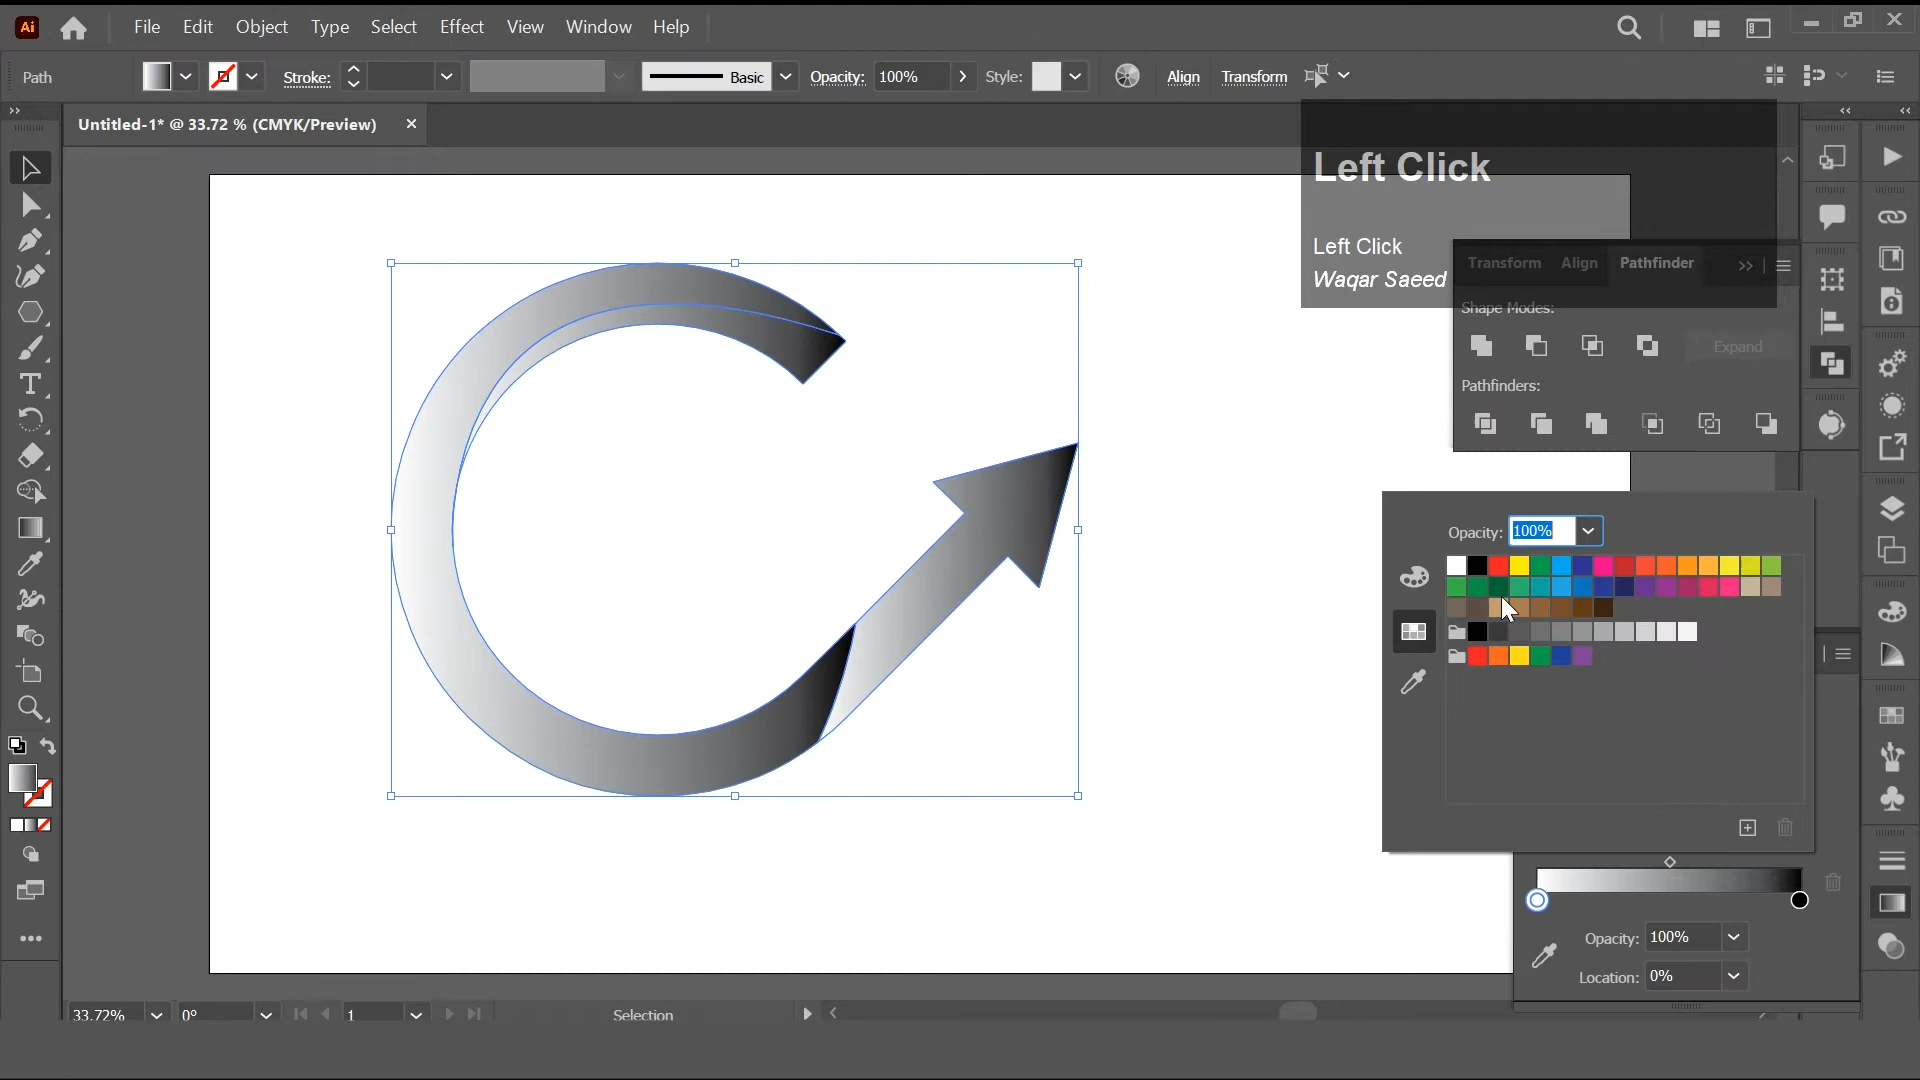 Ai File Edit Object Type Select Effect View Window Help
Path Stroke: Basic Opacity: 100% Style: Align Transform
Untitled-1* @ 33.72 % (CMYK/Preview) ×
Left Click
Left Click
Waqar Saeed
Transform Align Pathfinder
Shape Modes:
Expand
Pathfinders:
Opacity: 100%
Opacity: 100%
Location: 0%
33.72% 0° 1 Selection